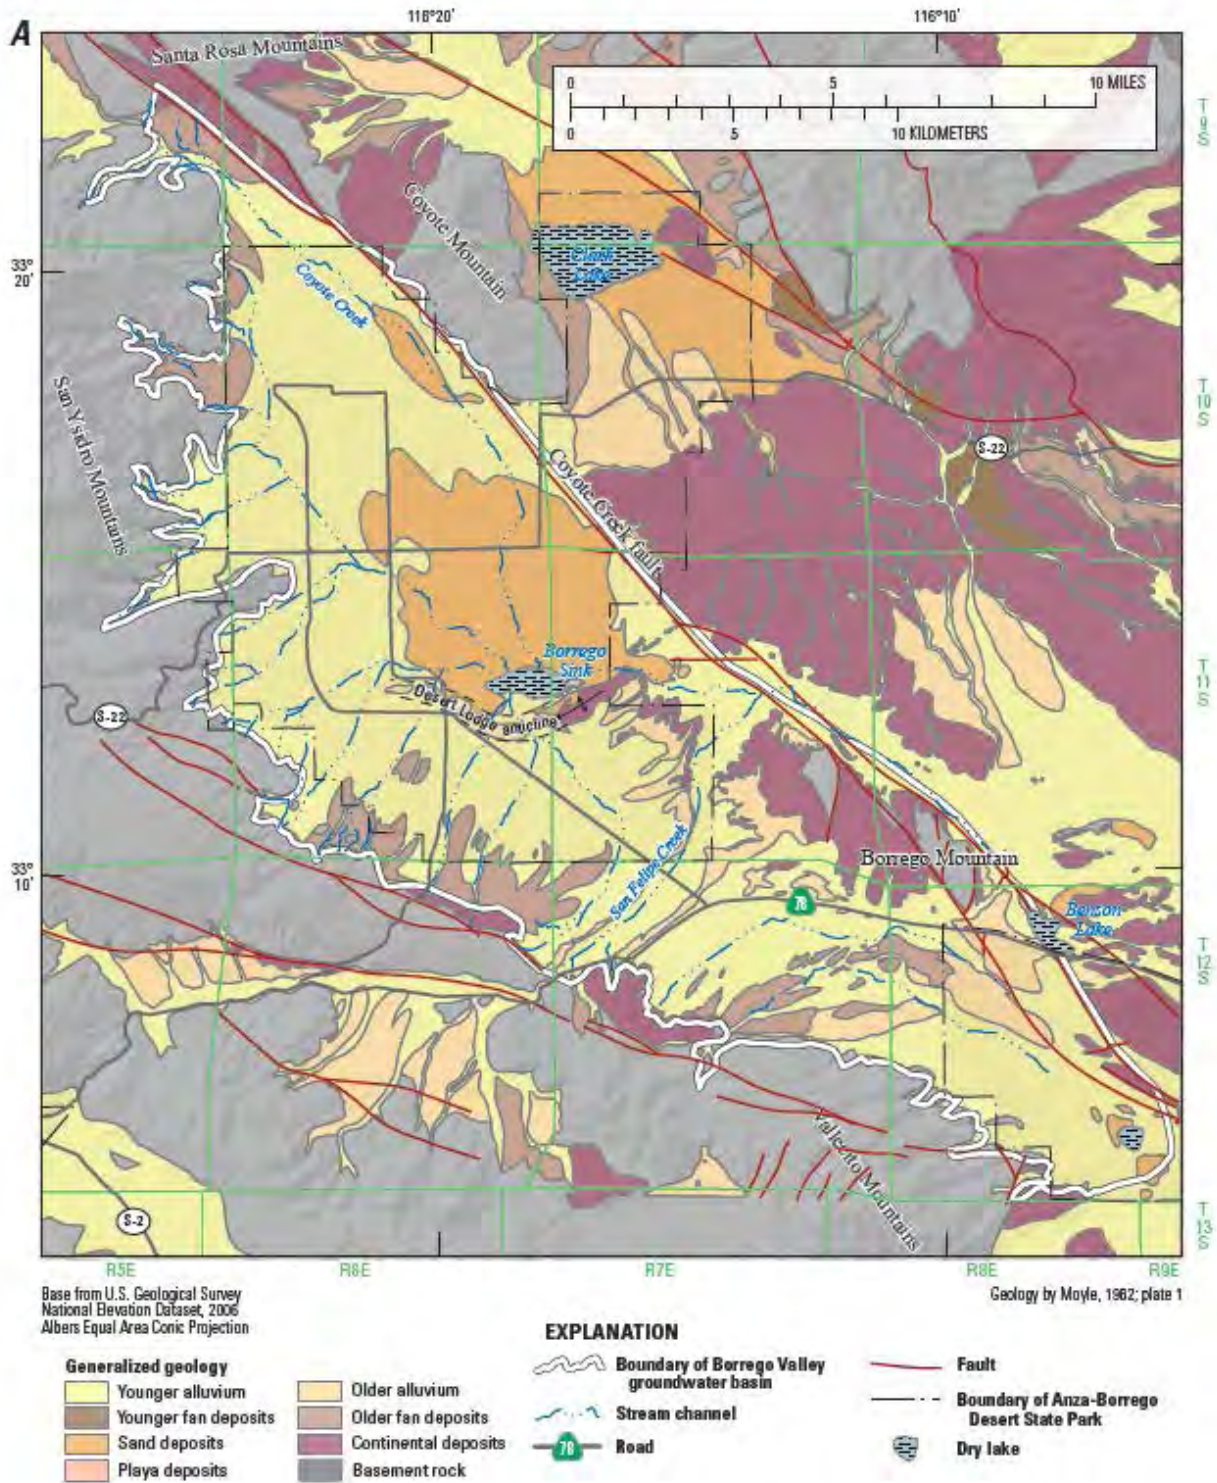 A
116°20'
116°10'
Santa Rosa Mountains
0 5 10 MILES
0 5 10 KILOMETERS
T
9
S
Coyote Mountain
Clark
Lake
33°
20'
Coyote Creek
San Ysidro Mountains
T
10
S
S-22
Coyote Creek fault
Borrego
Sink
T
11
S
Desert Lodge anticline
S-22
33°
10'
Borrego Mountain
San Felipe Creek
78
Benson
Lake
T
12
S
Vallecito Mountains
S-2
T
13
S
R5E R6E R7E R8E R9E
Base from U.S. Geological Survey
National Elevation Dataset, 2006
Albers Equal Area Conic Projection
Geology by Moyle, 1982; plate 1
EXPLANATION
Generalized geology
Younger alluvium
Younger fan deposits
Sand deposits
Playa deposits
Older alluvium
Older fan deposits
Continental deposits
Basement rock
Boundary of Borrego Valley
groundwater basin
Stream channel
78 Road
Fault
Boundary of Anza-Borrego
Desert State Park
Dry lake